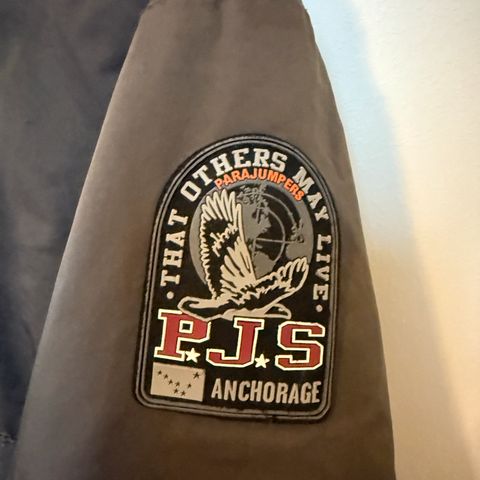 · THAT OTHERS MAY LIVE ·
PARAJUMPERS
P.J.S
ANCHORAGE